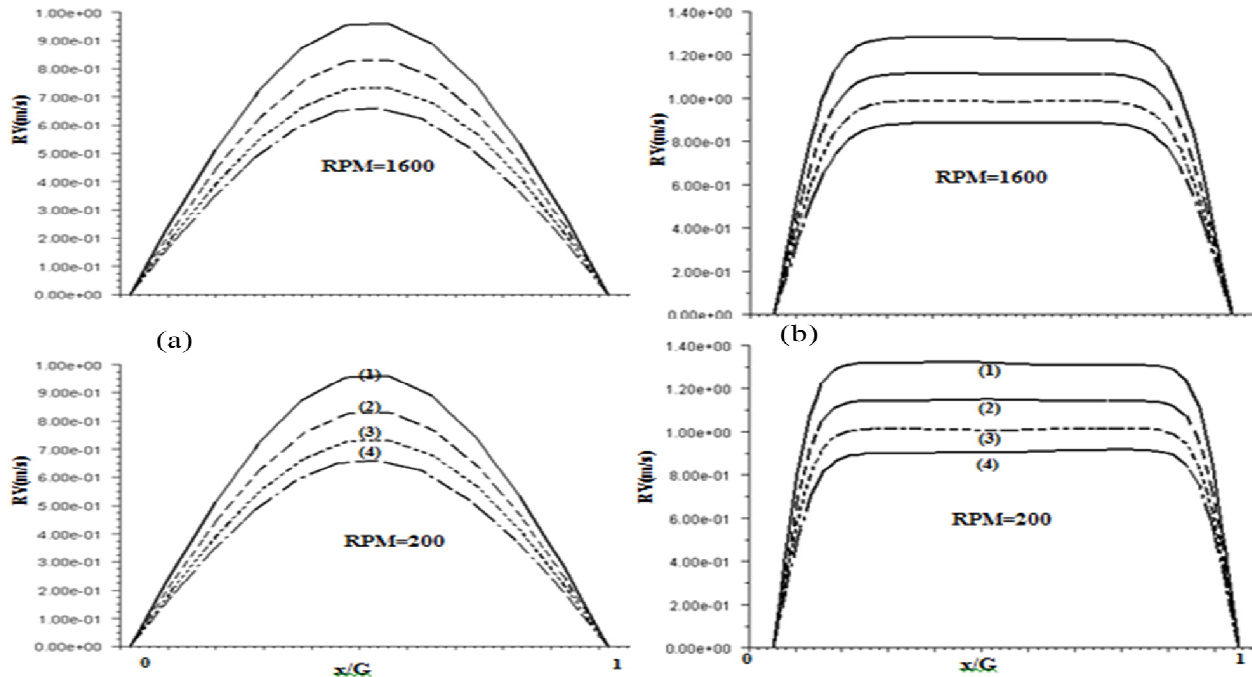 1.00e+00
9.00e-01
8.00e-01
7.00e-01
6.00e-01
5.00e-01
4.00e-01
3.00e-01
2.00e-01
1.00e-01
0.00e+00
RV(m/s)
RPM=1600
(a)
1.40e+00
1.20e+00
1.00e+00
8.00e-01
6.00e-01
4.00e-01
2.00e-01
0.00e+00
RV(m/s)
RPM=1600
(b)
1.00e+00
9.00e-01
8.00e-01
7.00e-01
6.00e-01
5.00e-01
4.00e-01
3.00e-01
2.00e-01
1.00e-01
0.00e+00
RV(m/s)
(1)
(2)
(3)
(4)
RPM=200
0
x/G
1
1.40e+00
1.20e+00
1.00e+00
8.00e-01
6.00e-01
4.00e-01
2.00e-01
0.00e+00
RV(m/s)
(1)
(2)
(3)
(4)
RPM=200
0
x/G
1